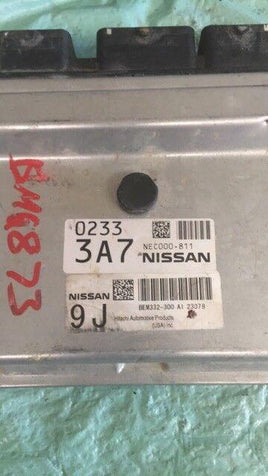 0233
3A7 NEC000-811
NISSAN
NISSAN
9J BEM332-300 A1 23078
Hitachi Automotive Products
(USA) Inc.
BM6873